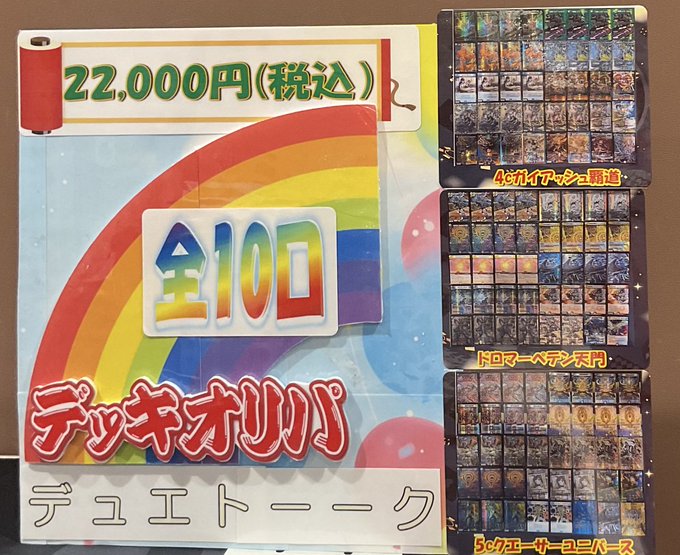 22,000円(税込)
全10口
デッキオリパ
デュエトーーク
4cガイアッシュ覇道
ドロマーペテン天門
5cクエーサーユニバース